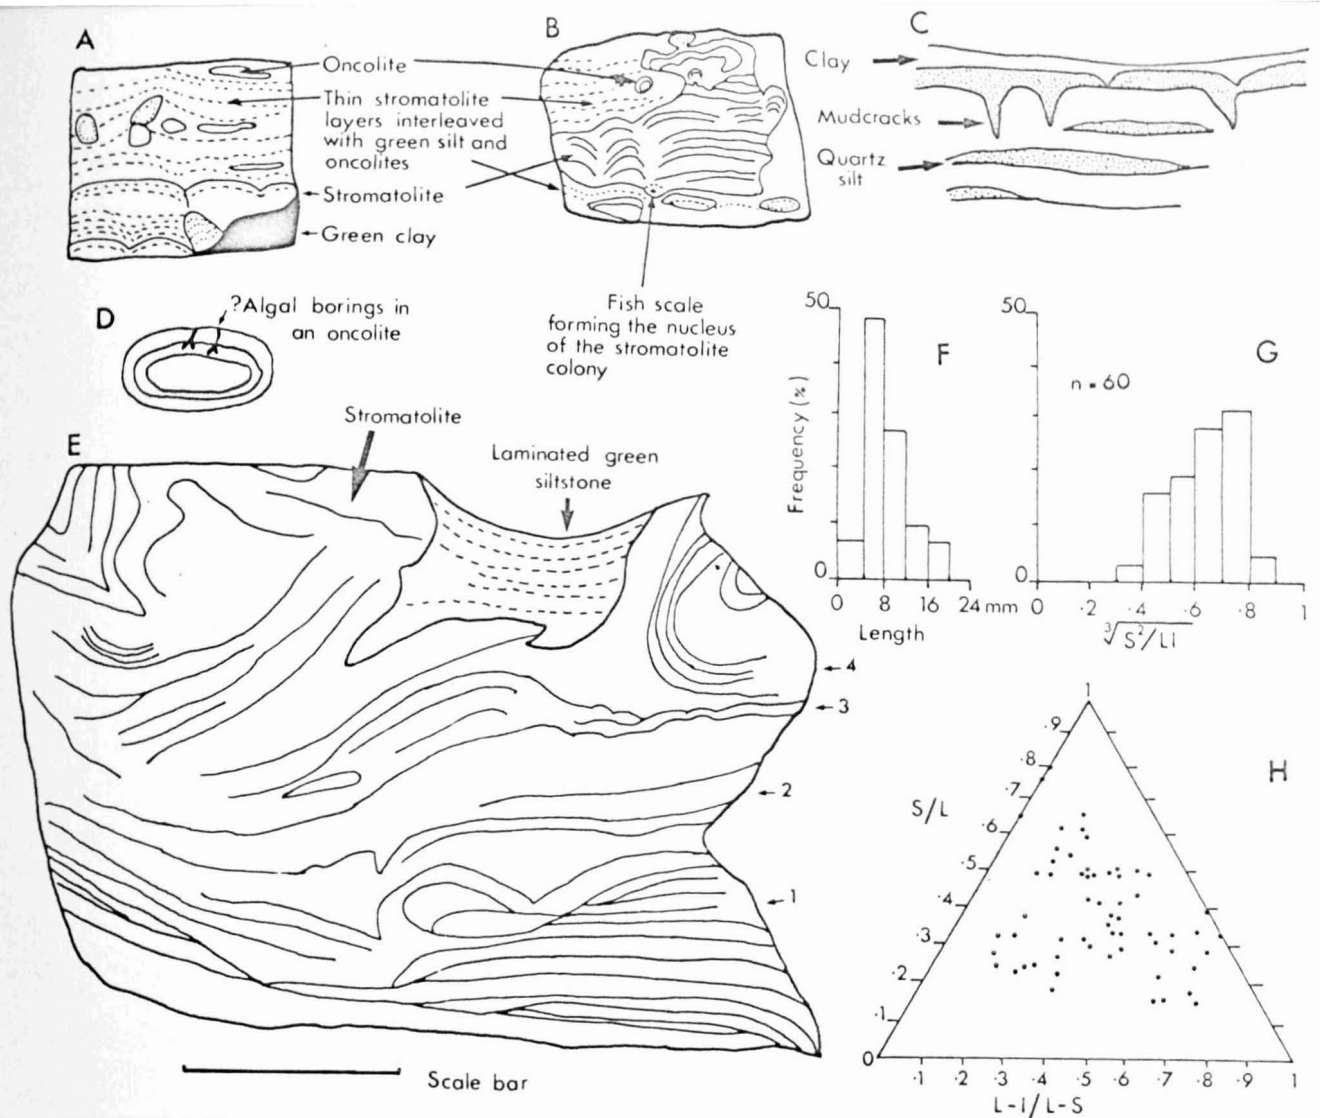 A
Oncolite
Thin stromatolite
layers interleaved
with green silt and
oncolites
Stromatolite
Green clay
B
Fish scale
forming the nucleus
of the stromatolite
colony
C
Clay
Mudcracks
Quartz
silt
D
?Algal borings in
an oncolite
E
Stromatolite
Laminated green
siltstone
4
3
2
1
Scale bar
F
50
Frequency (%)
0
0 8 16 24 mm
Length
G
50
n = 60
0
0 .2 .4 .6 .8 1
∛S²/LI
H
1
.9
.8
.7
S/L
.6
.5
.4
.3
.2
.1
0
.1 .2 .3 .4 .5 .6 .7 .8 .9 1
L-I/L-S